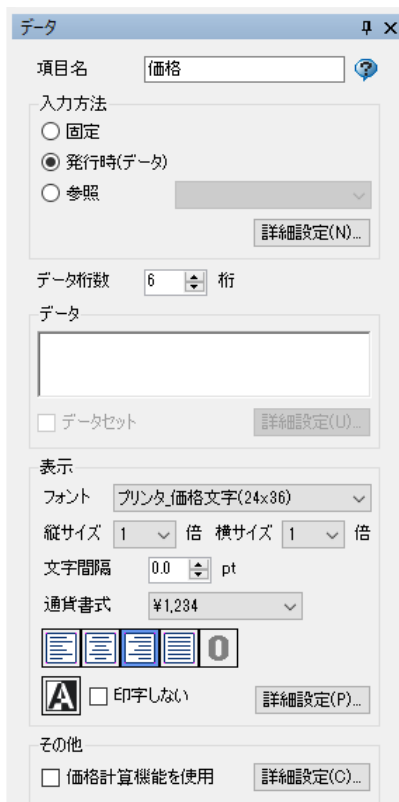 データ
項目名 価格
入力方法
固定
発行時(データ)
参照
詳細設定(N)...
データ桁数 6 桁
データ
データセット 詳細設定(U)...
表示
フォント プリンタ_価格文字(24x36)
縦サイズ 1 倍 横サイズ 1 倍
文字間隔 0.0 pt
通貨書式 ¥1,234
0
A 印字しない 詳細設定(P)...
その他
価格計算機能を使用 詳細設定(C)...